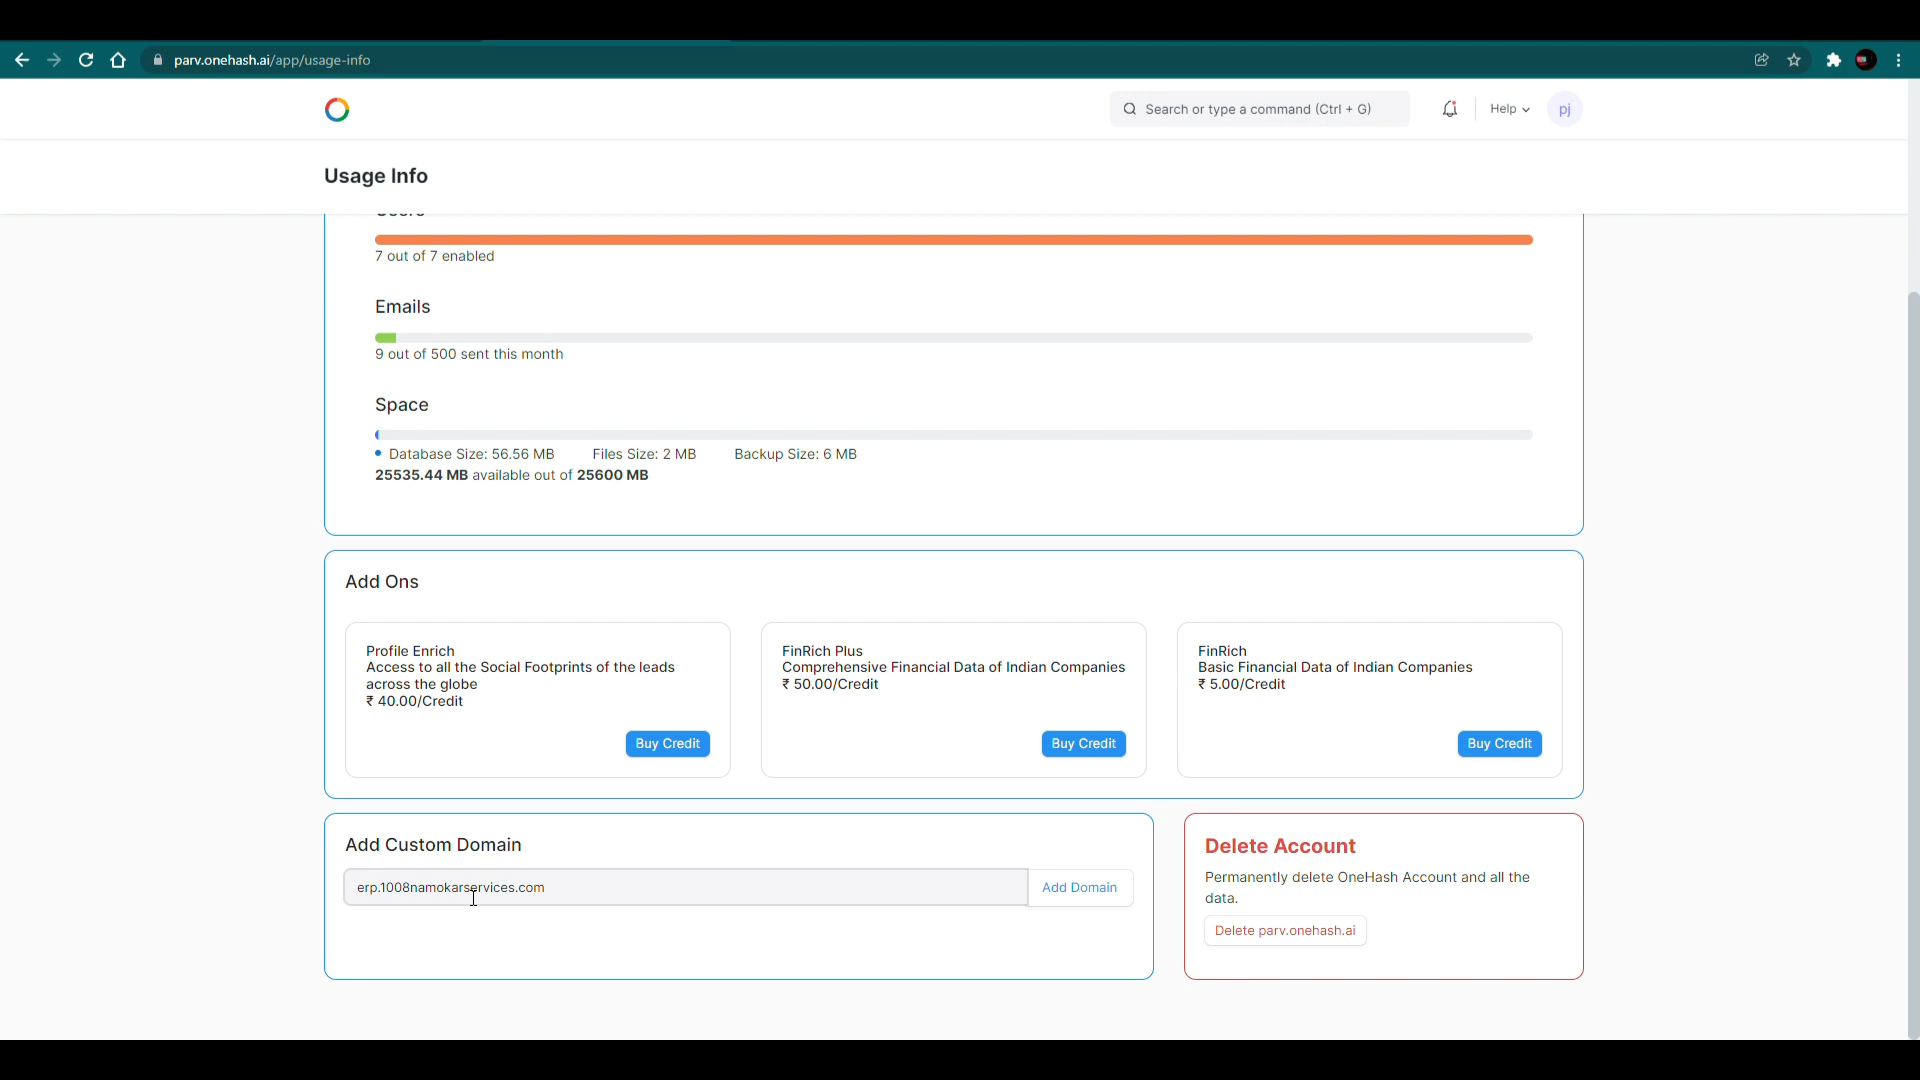 parv.onehash.ai/app/usage-info
Search or type a command (Ctrl + G)
Help
pj
Usage Info
Users
7 out of 7 enabled
Emails
9 out of 500 sent this month
Space
Database Size: 56.56 MB Files Size: 2 MB Backup Size: 6 MB
25535.44 MB available out of 25600 MB
Add Ons
Profile Enrich
Access to all the Social Footprints of the leads
across the globe
₹ 40.00/Credit
Buy Credit
FinRich Plus
Comprehensive Financial Data of Indian Companies
₹ 50.00/Credit
Buy Credit
FinRich
Basic Financial Data of Indian Companies
₹ 5.00/Credit
Buy Credit
Add Custom Domain
erp.1008namokarservices.com
Add Domain
Delete Account
Permanently delete OneHash Account and all the
data.
Delete parv.onehash.ai